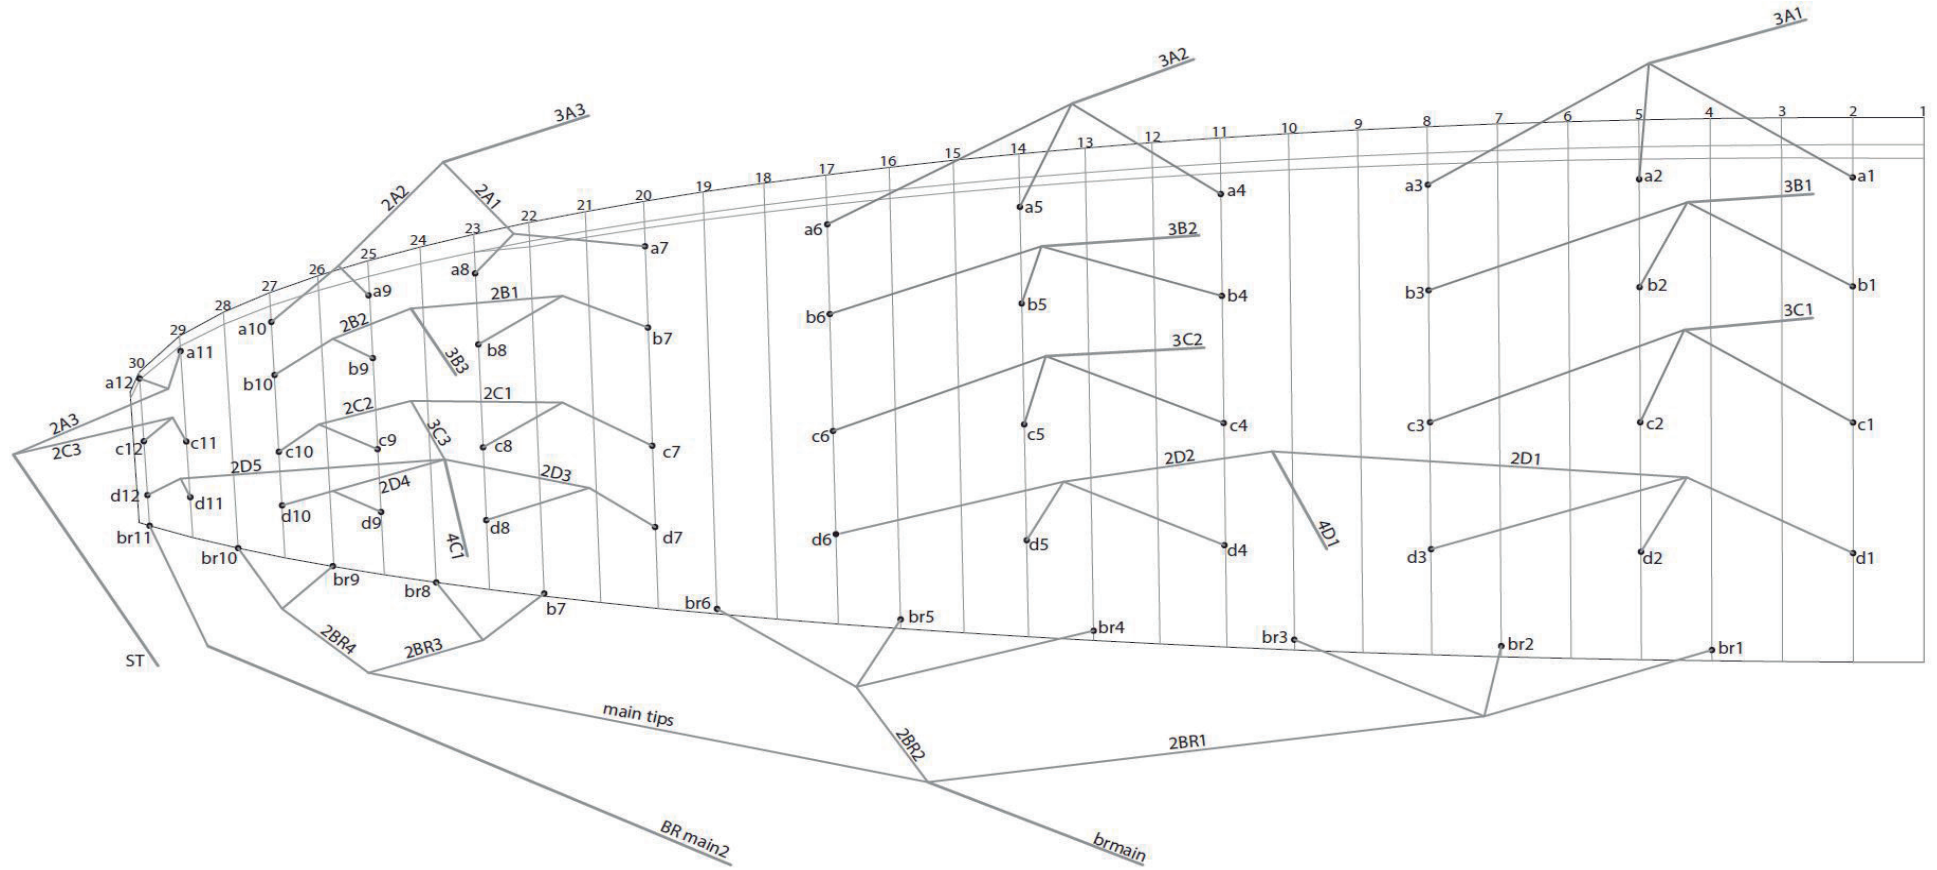 3A1
3A2
3A3
1
2
3
4
5
6
7
8
9
10
11
12
13
14
15
16
17
18
19
20
21
22
23
24
25
26
27
28
29
30
2A2
2A1
a1
a2
a3
a4
a5
a6
a7
a8
a9
a10
a11
a12
3B1
3B2
2B1
2B2
3B3
b1
b2
b3
b4
b5
b6
b7
b8
b9
b10
3C1
3C2
2C1
2C2
3C3
2A3
2C3
c1
c2
c3
c4
c5
c6
c7
c8
c9
c10
c11
c12
2D1
2D2
2D3
2D4
2D5
4D1
4C1
d1
d2
d3
d4
d5
d6
d7
d8
d9
d10
d11
d12
br1
br2
br3
br4
br5
br6
b7
br8
br9
br10
br11
2BR4
2BR3
ST
main tips
2BR2
2BR1
BR main2
brmain